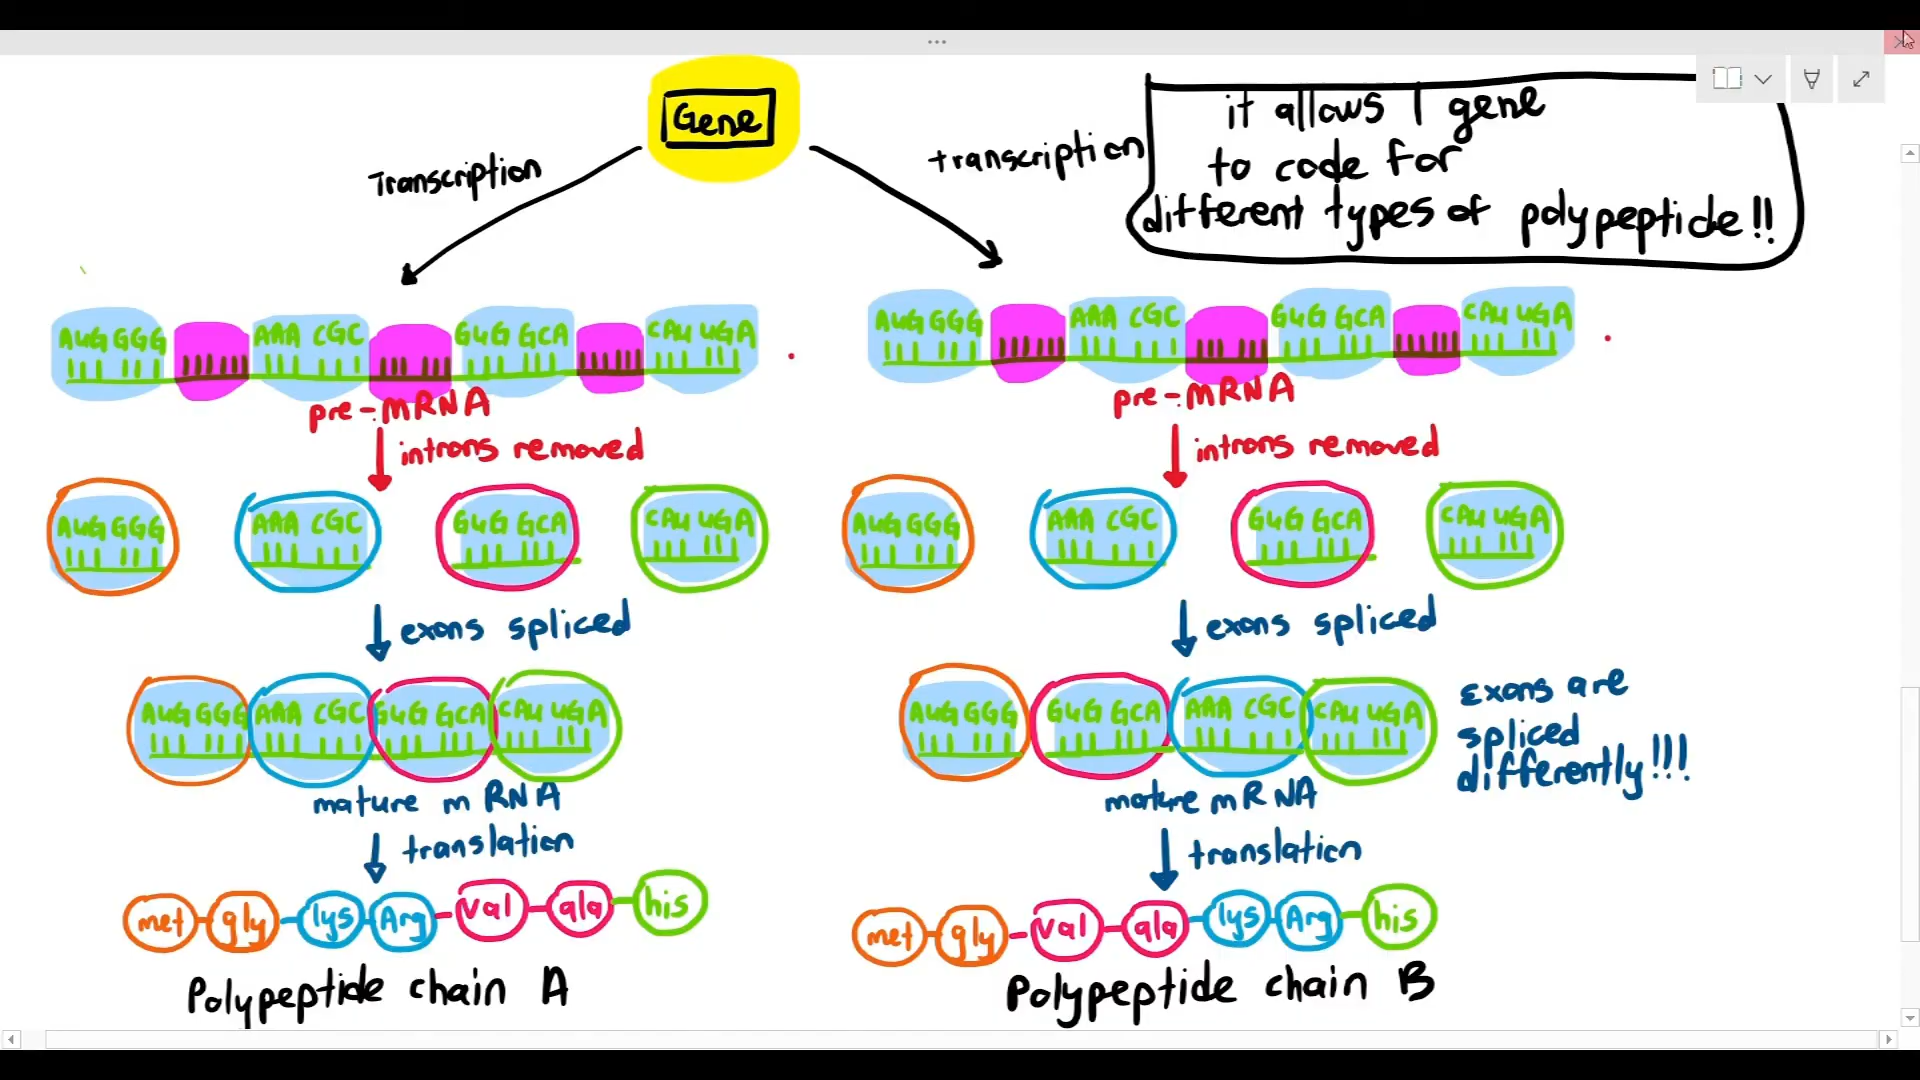 Gene
Transcription
transcription
it allows 1 gene
to code for
different types of polypeptide!!
AUG GGG AAA CGC GUG GCA CAU UGA
AUG GGG AAA CGC GUG GCA CAU UGA
pre-mRNA
pre-mRNA
introns removed
introns removed
AUG GGG AAA CGC GUG GCA CAU UGA
AUG GGG AAA CGC GUG GCA CAU UGA
exons spliced
exons spliced
AUG GGG AAA CGC GUG GCA CAU UGA
AUG GGG GUG GCA AAA CGC CAU UGA
Exons are
spliced
differently!!!
mature mRNA
mature mRNA
translation
translation
met gly lys Arg val ala his
met gly val ala lys Arg his
Polypeptide chain A
Polypeptide chain B